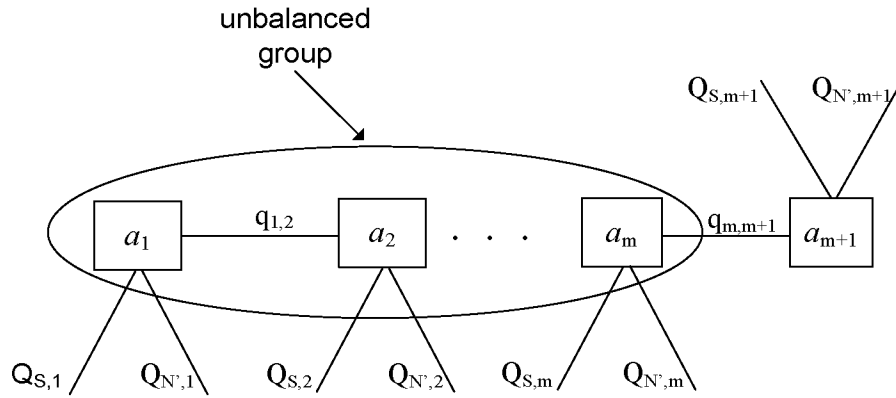 unbalanced
group
Q_{S,m+1} Q_{N',m+1}
a_1 q_{1,2} a_2 . . . a_m q_{m,m+1} a_{m+1}
Q_{S,1} Q_{N',1} Q_{S,2} Q_{N',2} Q_{S,m} Q_{N',m}